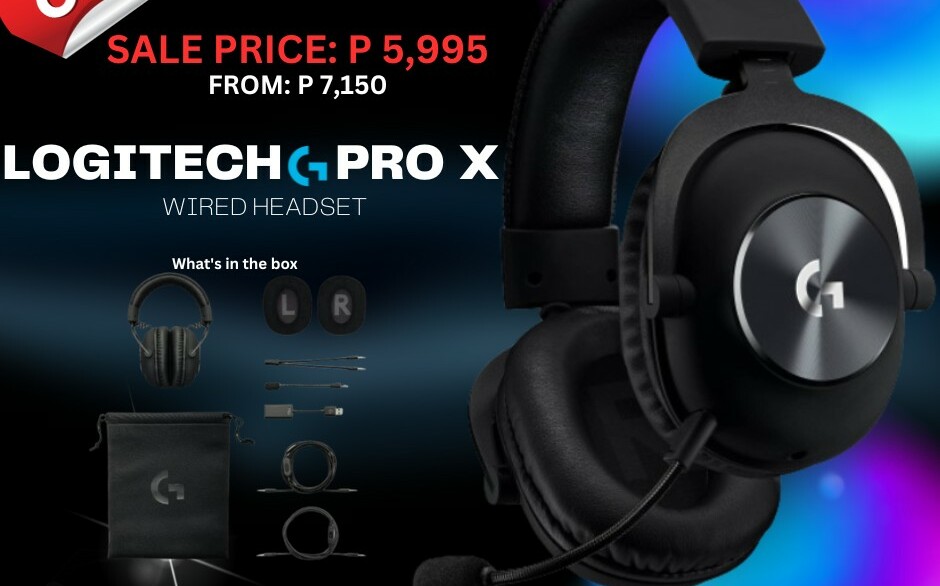 SALE PRICE: P 5,995
FROM: P 7,150
LOGITECH G PRO X
WIRED HEADSET
What's in the box
L R